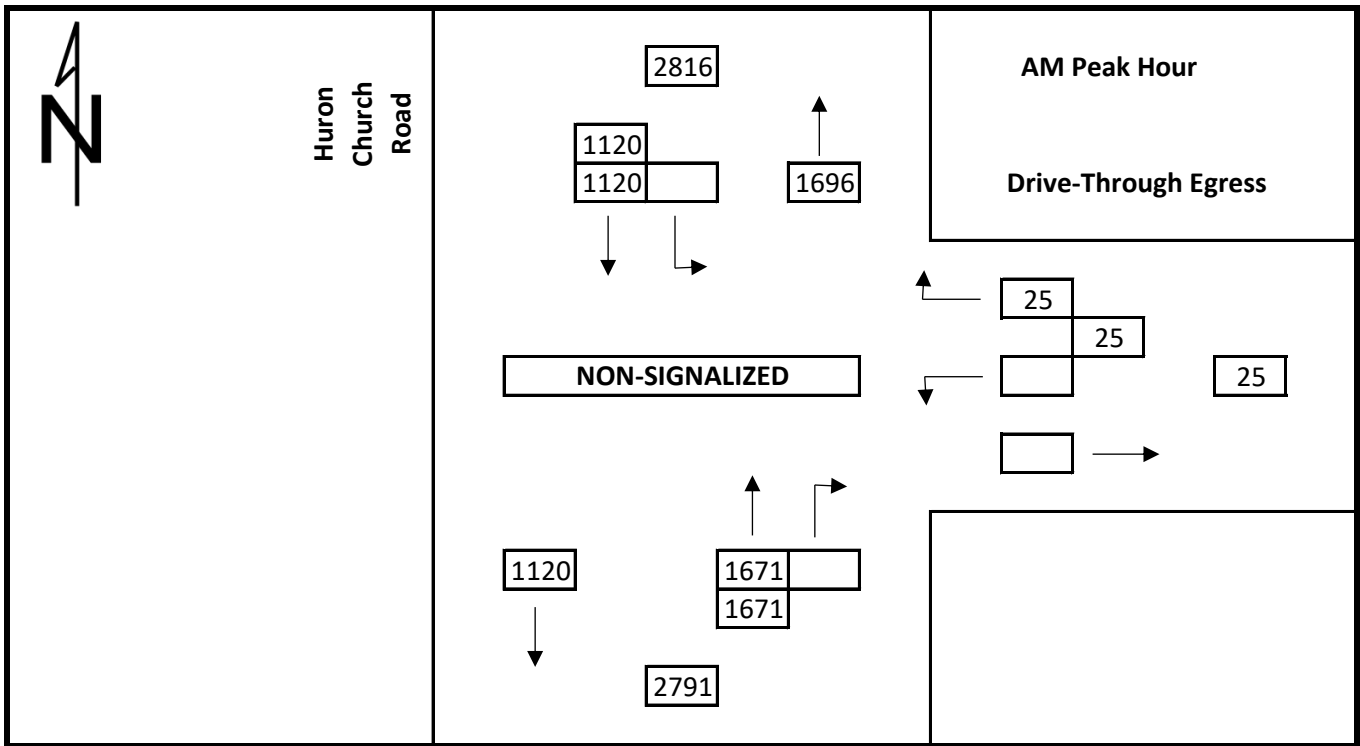 N
Huron
Church
Road
2816
AM Peak Hour
1120
1120
1696
Drive-Through Egress
25
25
NON-SIGNALIZED
25
1120
1671
1671
2791